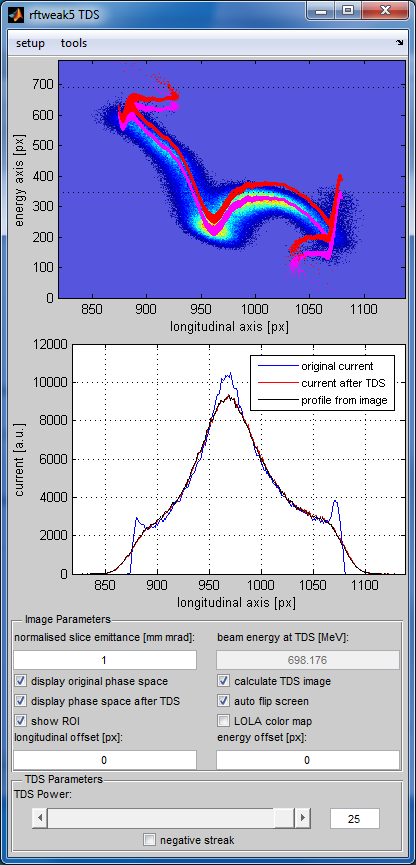 rftweak5 TDS
setup tools
700
600
500
400
300
200
100
0
energy axis [px]
850 900 950 1000 1050 1100
longitudinal axis [px]
12000
10000
8000
6000
4000
2000
0
current [a.u.]
original current
current after TDS
profile from image
850 900 950 1000 1050 1100
longitudinal axis [px]
Image Parameters
normalised slice emittance [mm mrad] beam energy at TDS [MeV]:
1 698.176
display original phase space calculate TDS image
display phase space after TDS auto flip screen
show ROI LOLA color map
longitudinal offset [px]: energy offset [px]:
0 0
TDS Parameters
TDS Power:
25
negative streak